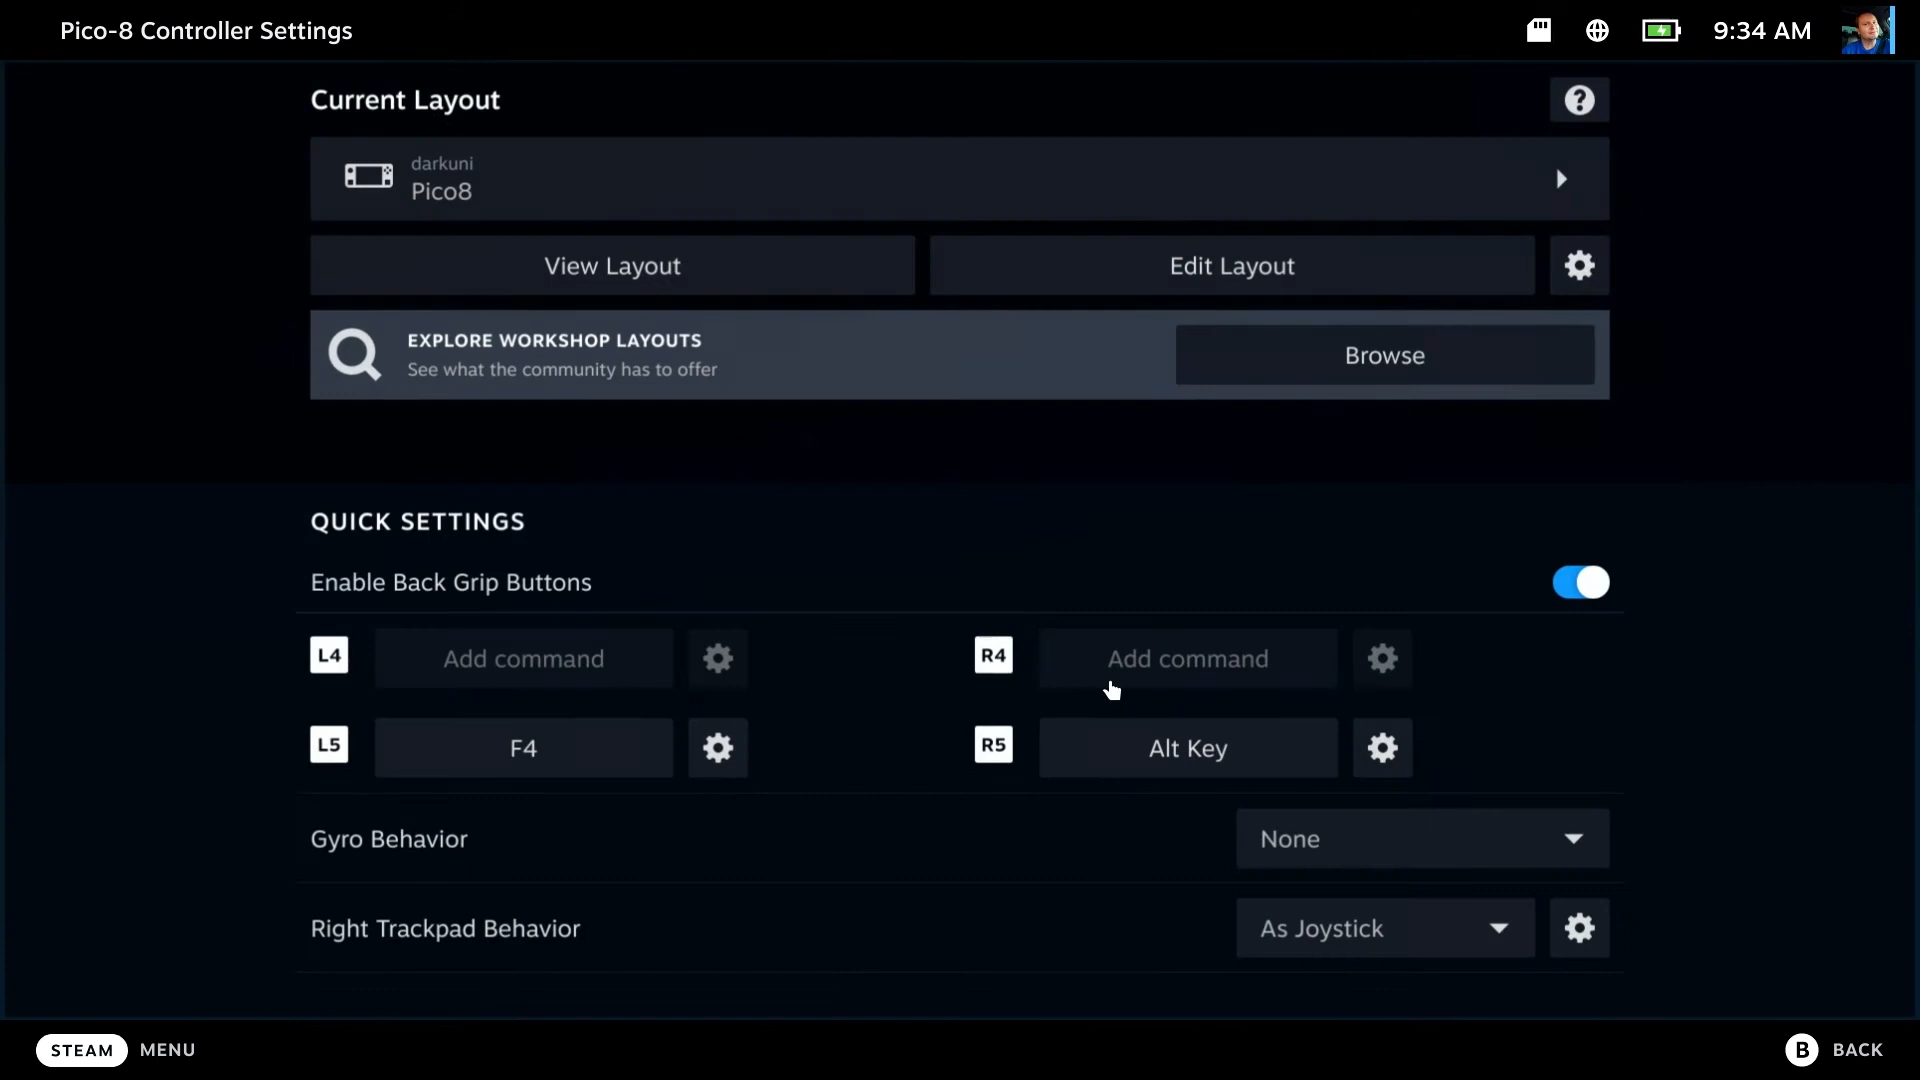 Pico-8 Controller Settings
9:34 AM
Current Layout
?
darkuni
Pico8
View Layout
Edit Layout
EXPLORE WORKSHOP LAYOUTS
See what the community has to offer
Browse
QUICK SETTINGS
Enable Back Grip Buttons
L4 Add command
R4 Add command
L5 F4
R5 Alt Key
Gyro Behavior
None
Right Trackpad Behavior
As Joystick
STEAM MENU
B BACK